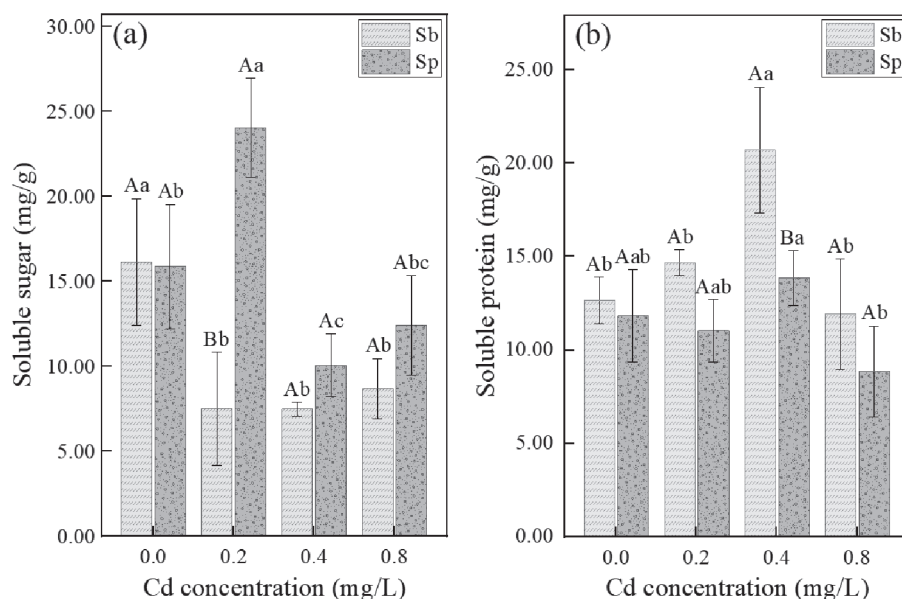 (a)
Sb
Sp
Soluble sugar (mg/g)
30.00
25.00
20.00
15.00
10.00
5.00
0.00
Aa
Ab
Bb
Aa
Ab
Ac
Ab
Abc
0.0
0.2
0.4
0.8
Cd concentration (mg/L)
(b)
Sb
Sp
Soluble protein (mg/g)
25.00
20.00
15.00
10.00
5.00
0.00
Ab
Aab
Ab
Aab
Aa
Ba
Ab
Ab
0.0
0.2
0.4
0.8
Cd concentration (mg/L)